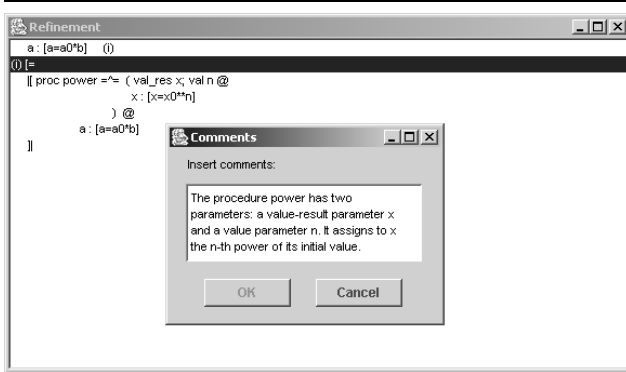 Refinement
a : [a=a0*b] (i)
(i) [=
|[ proc power =^= ( val_res x; val n @
x : [x=x0**n]
) @
a : [a=a0*b]
]|
Comments
Insert comments:
The procedure power has two
parameters: a value-result parameter x
and a value parameter n. It assigns to x
the n-th power of its initial value.
OK Cancel